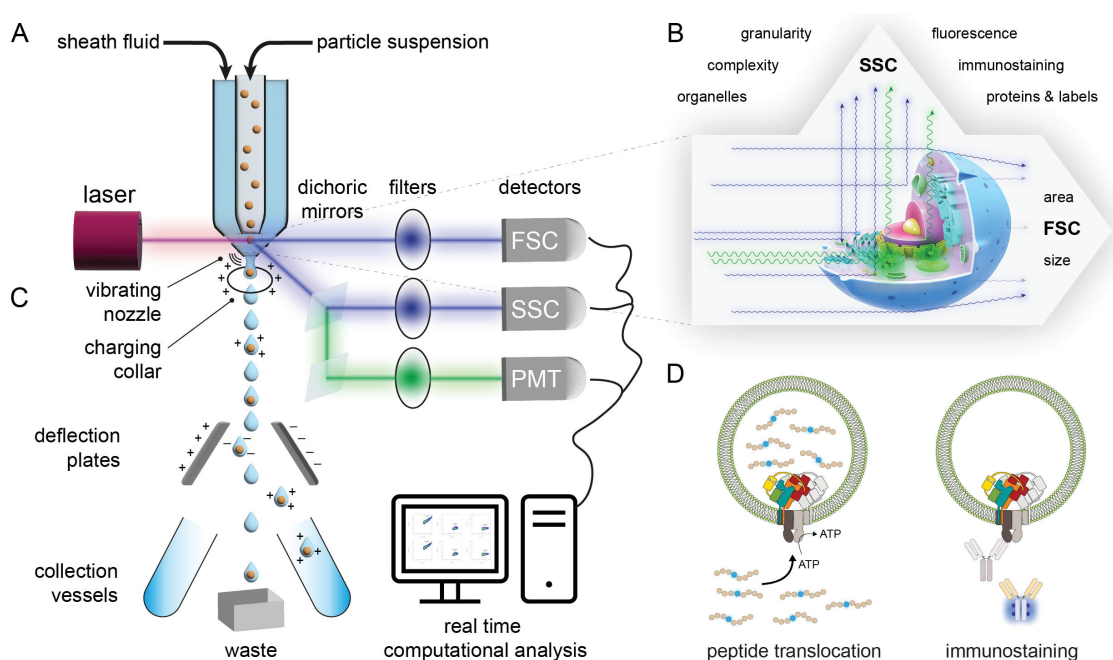 A
sheath fluid
particle suspension
laser
dichoric
mirrors
filters
detectors
FSC
SSC
PMT
vibrating
nozzle
charging
collar
B
granularity
complexity
organelles
SSC
fluorescence
immunostaining
proteins & labels
area
FSC
size
C
deflection
plates
collection
vessels
waste
real time
computational analysis
D
ATP
ATP
peptide translocation
immunostaining